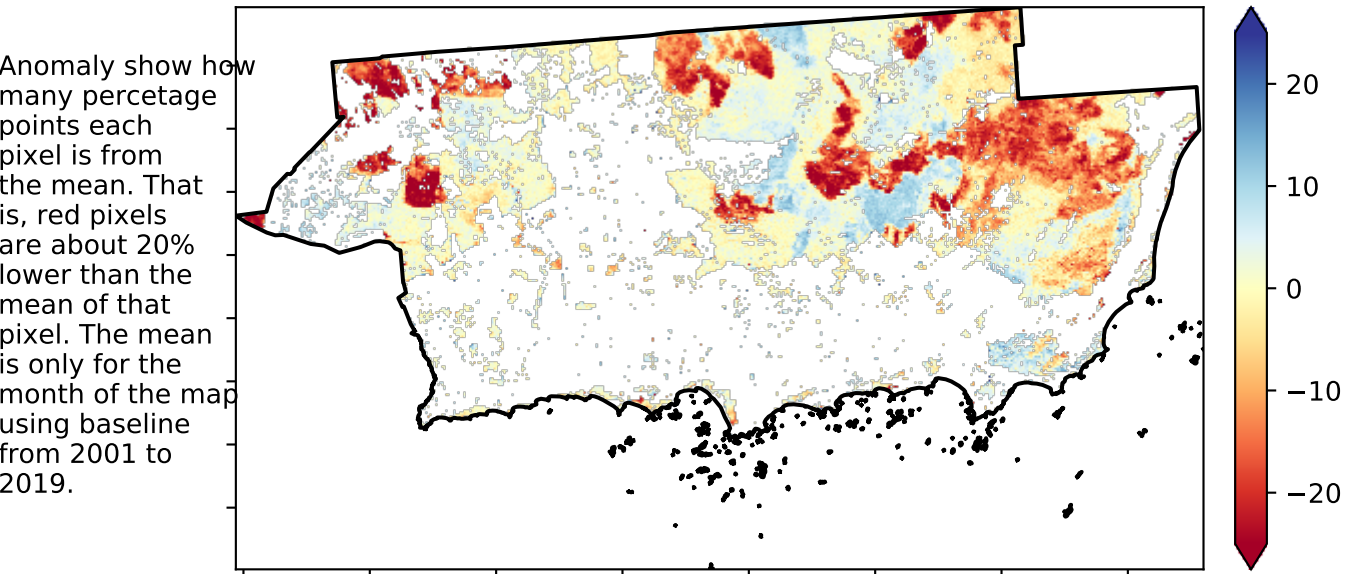 Anomaly show how
many percetage
points each
pixel is from
the mean. That
is, red pixels
are about 20%
lower than the
mean of that
pixel. The mean
is only for the
month of the map
using baseline
from 2001 to
2019.
20
10
0
−10
−20